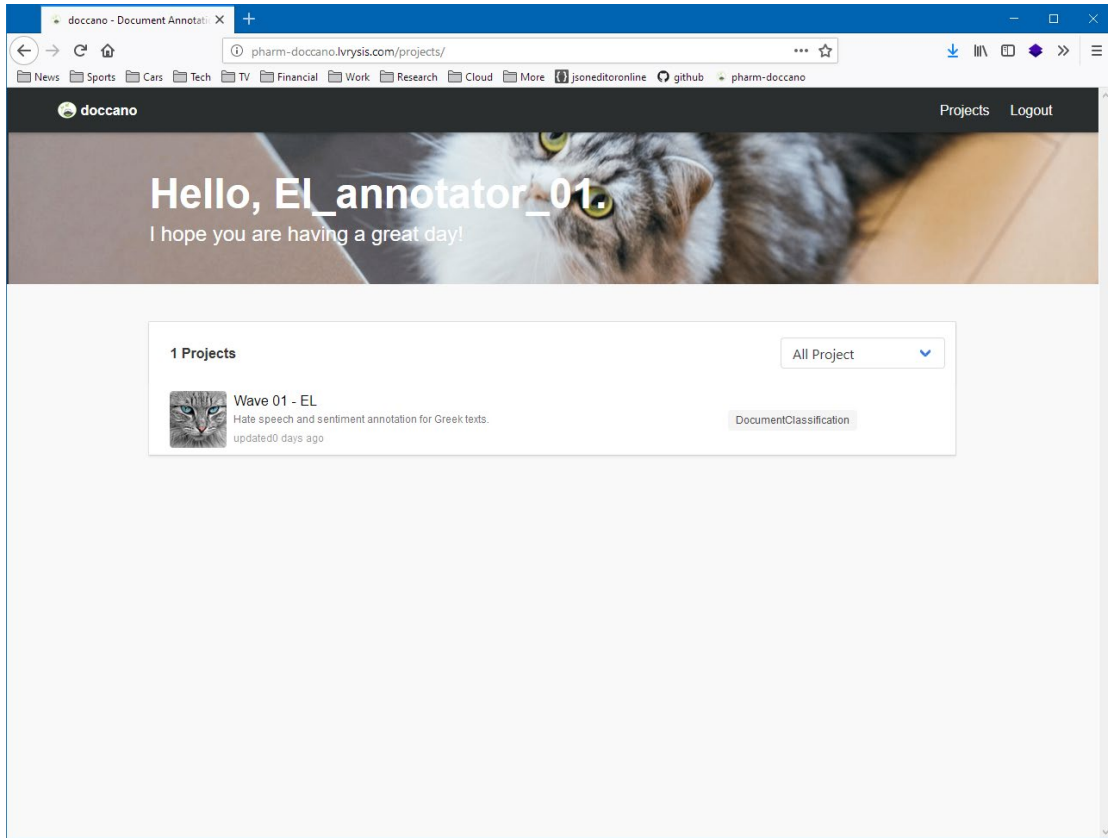 doccano - Document Annotati
pharm-doccano.lvrysis.com/projects/
News Sports Cars Tech TV Financial Work Research Cloud More jsoneditoronline github pharm-doccano
doccano Projects Logout
Hello, El_annotator_01.
I hope you are having a great day!
1 Projects All Project
Wave 01 - EL
Hate speech and sentiment annotation for Greek texts. DocumentClassification
updated0 days ago